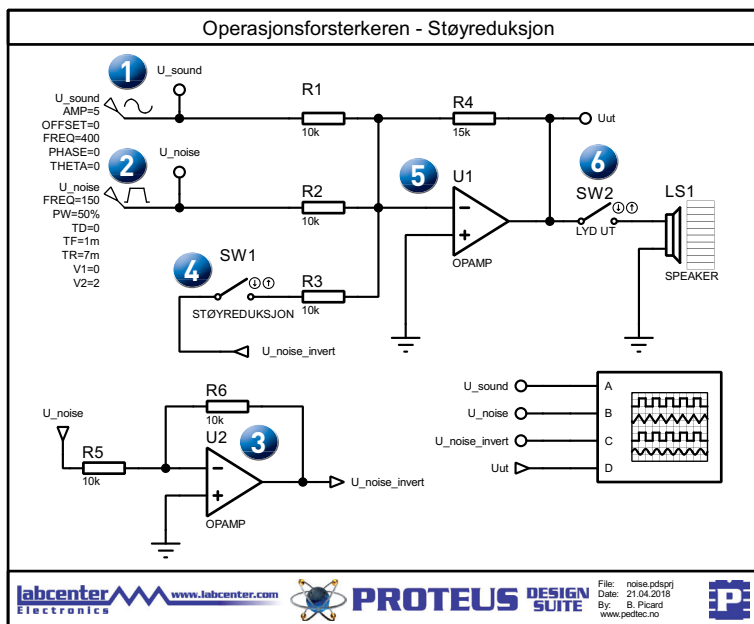 Operasjonsforsterkeren - Støyreduksjon
1
U_sound
U_sound
AMP=5
OFFSET=0
FREQ=400
PHASE=0
THETA=0
R1
10k
R4
15k
Uut
2
U_noise
U_noise
FREQ=150
PW=50%
TD=0
TF=1m
TR=7m
V1=0
V2=2
R2
10k
5
U1
OPAMP
6
SW2
LYD UT
LS1
SPEAKER
4
SW1
STØYREDUKSJON
R3
10k
U_noise_invert
U_noise
R5
10k
R6
10k
U2
3
OPAMP
U_noise_invert
U_sound
A
U_noise
B
U_noise_invert
C
Uut
D
labcenter
Electronics
www.labcenter.com
PROTEUS DESIGN
SUITE
File: noise.pdsprj
Date: 21.04.2018
By: B. Picard
www.pedtec.no
P